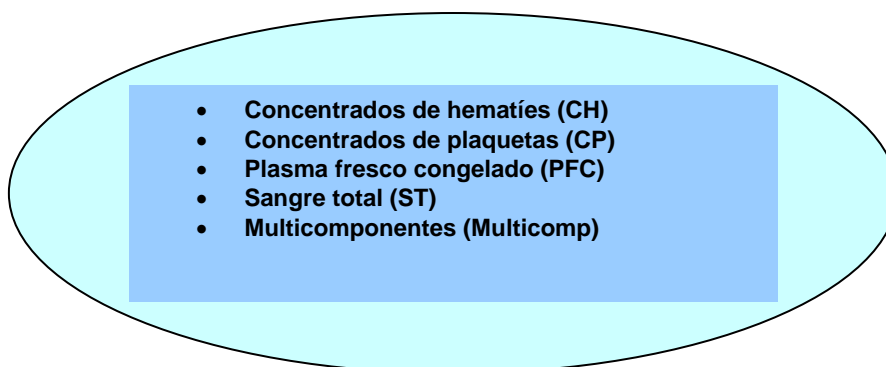 • Concentrados de hematíes (CH)
• Concentrados de plaquetas (CP)
• Plasma fresco congelado (PFC)
• Sangre total (ST)
• Multicomponentes (Multicomp)